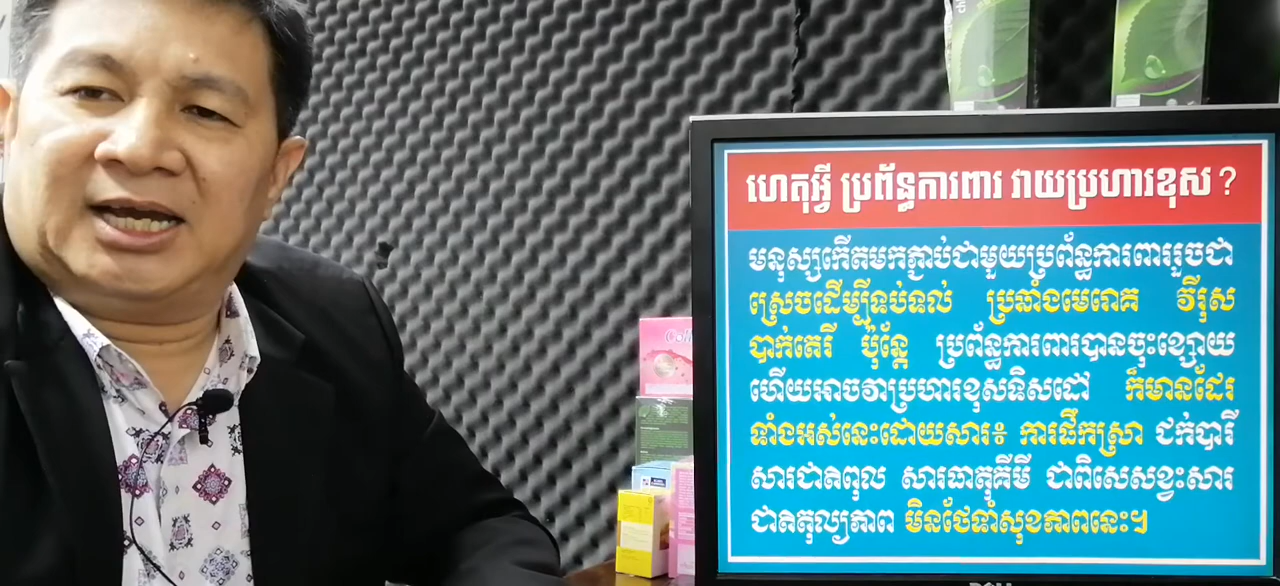 ហេតុអ្វី ប្រព័ន្ធការពារ វាយប្រហារខុស ?
មនុស្សកើតមកភ្ជាប់ជាមួយប្រព័ន្ធការពាររួចជា
ស្រេចដើម្បីទប់ទល់ ប្រឆាំងមេរោគ វីរុស
បាក់តេរី ប៉ុន្តែ ប្រព័ន្ធការពារបានចុះខ្សោយ
ហើយអាចវាប្រហារខុសទិសដៅ ក៏មានដែរ
ទាំងអស់នេះដោយសារ៖ ការផឹកស្រា ជក់បារី
សារជាតិពុល សារធាតុគីមី ជាពិសេសខ្វះសារ
ជាតតុល្យភាព មិនថែទាំសុខភាពនេះ។